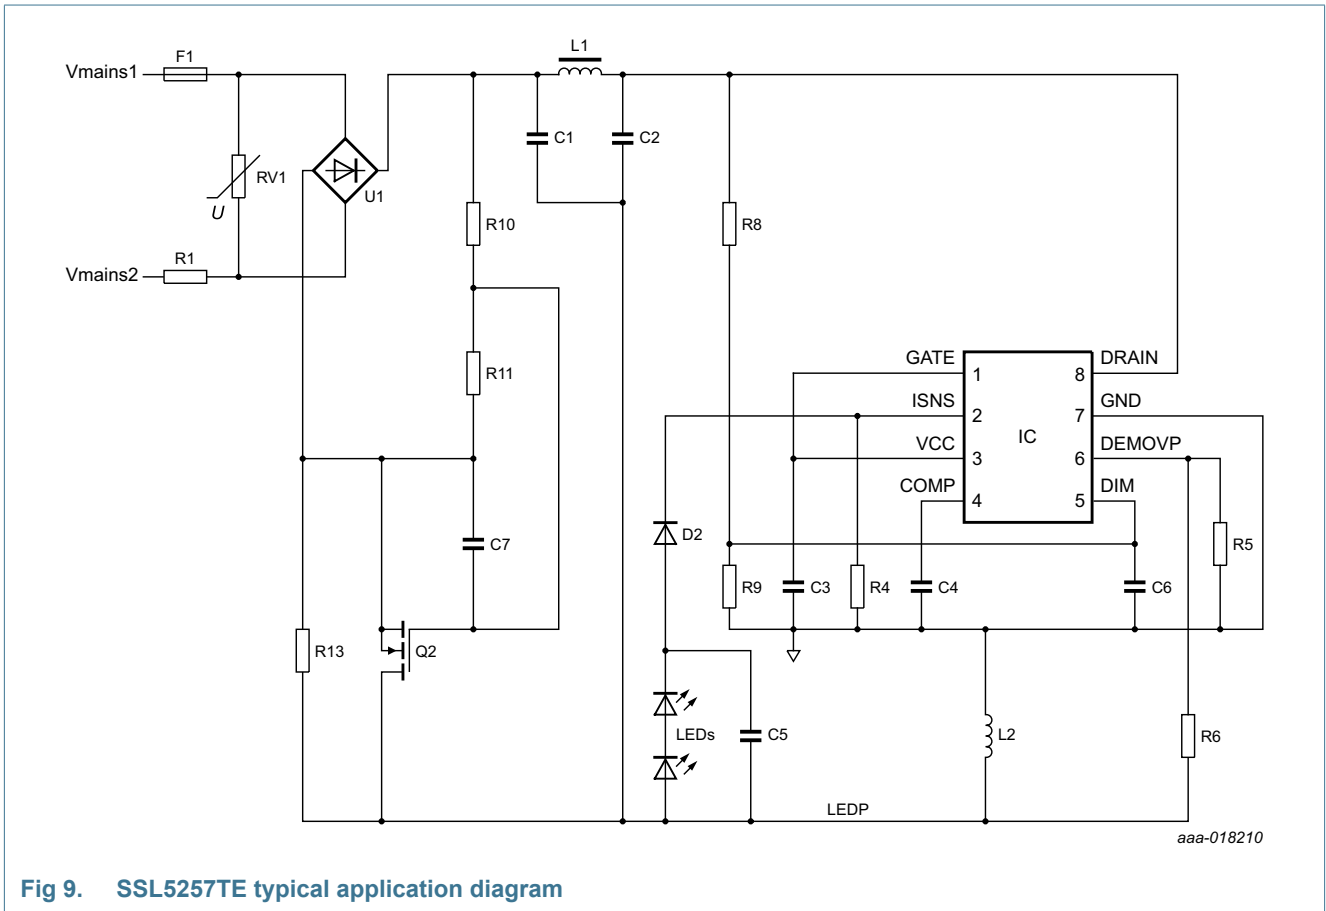 L1
F1
Vmains1
C1
C2
RV1
U
U1
R10
R8
R1
Vmains2
GATE
DRAIN
1
8
R11
ISNS
GND
2
7
IC
VCC
DEMOVP
3
6
COMP
DIM
4
5
D2
C7
R5
R9
C3
R4
C4
C6
R13
Q2
LEDs
C5
L2
R6
LEDP
aaa-018210
Fig 9. SSL5257TE typical application diagram